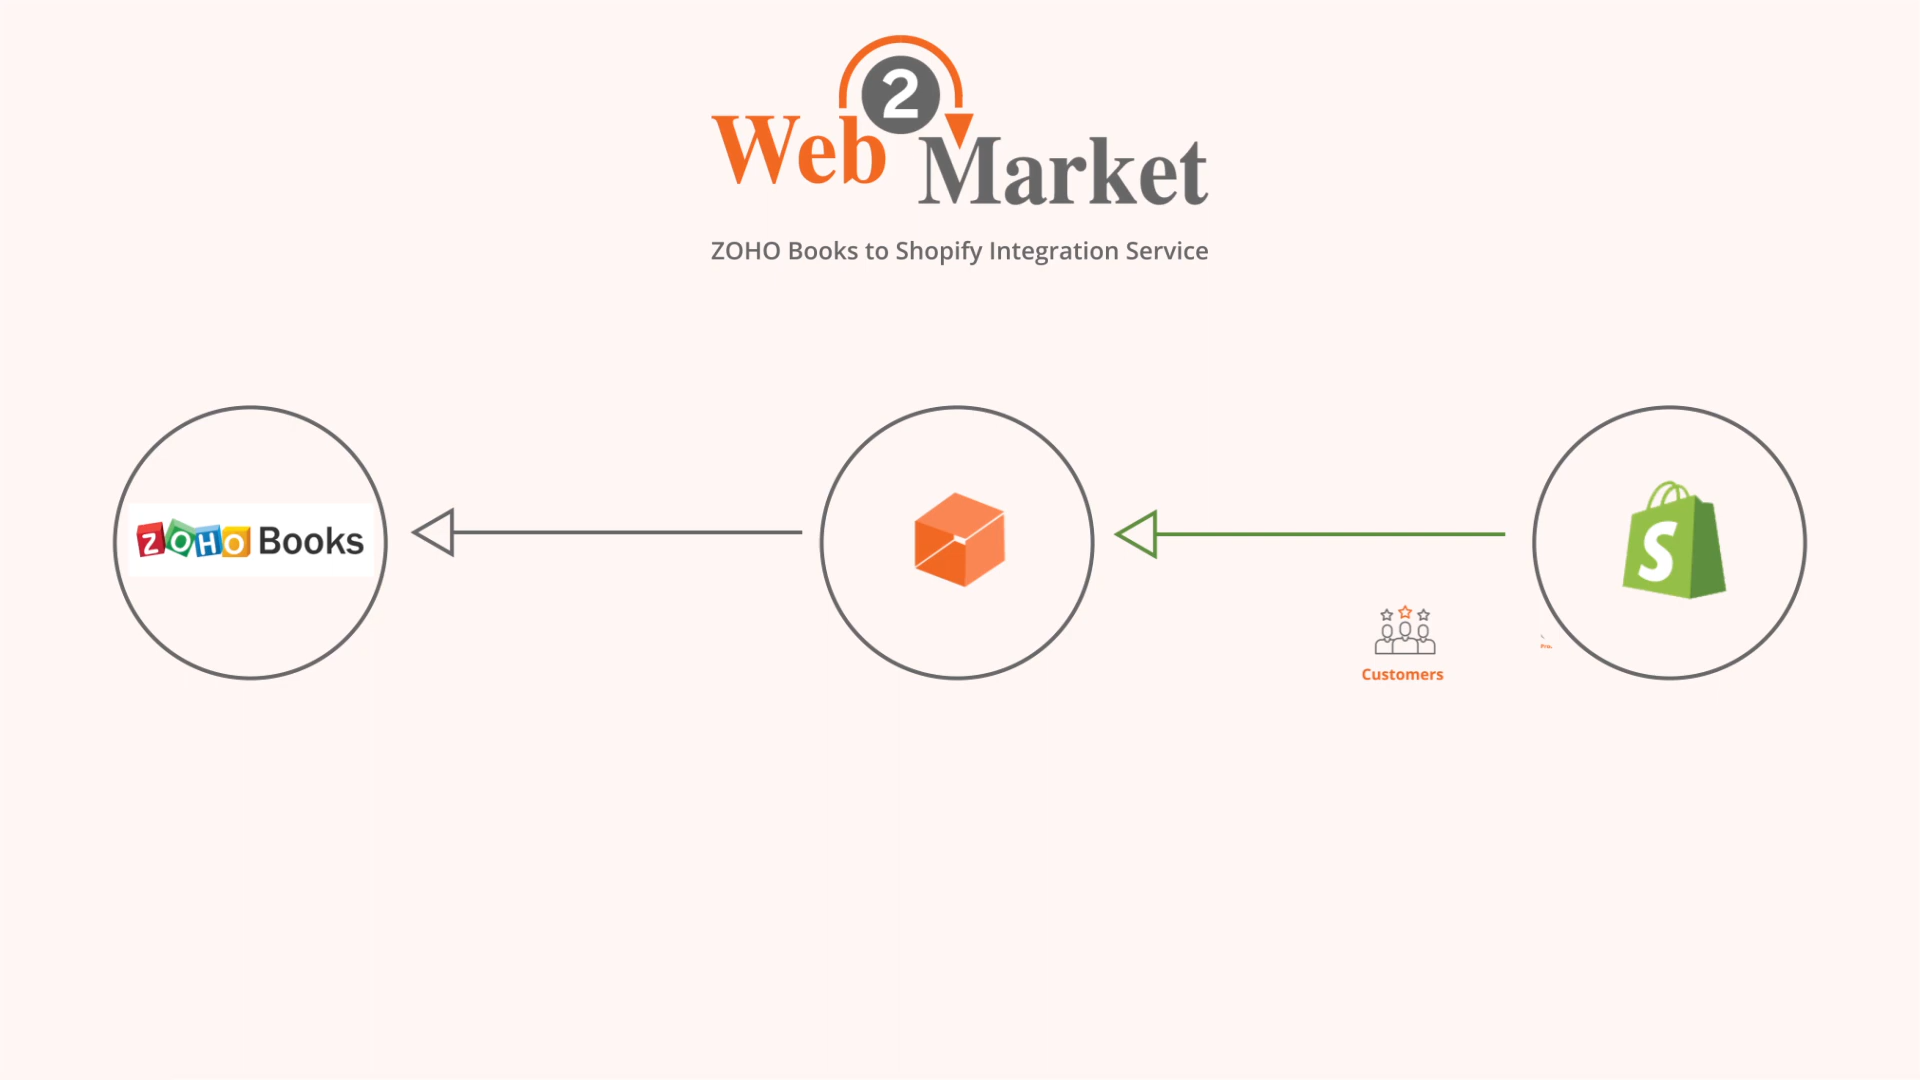 Web 2 Market
ZOHO Books to Shopify Integration Service
ZOHO Books
S
Customers